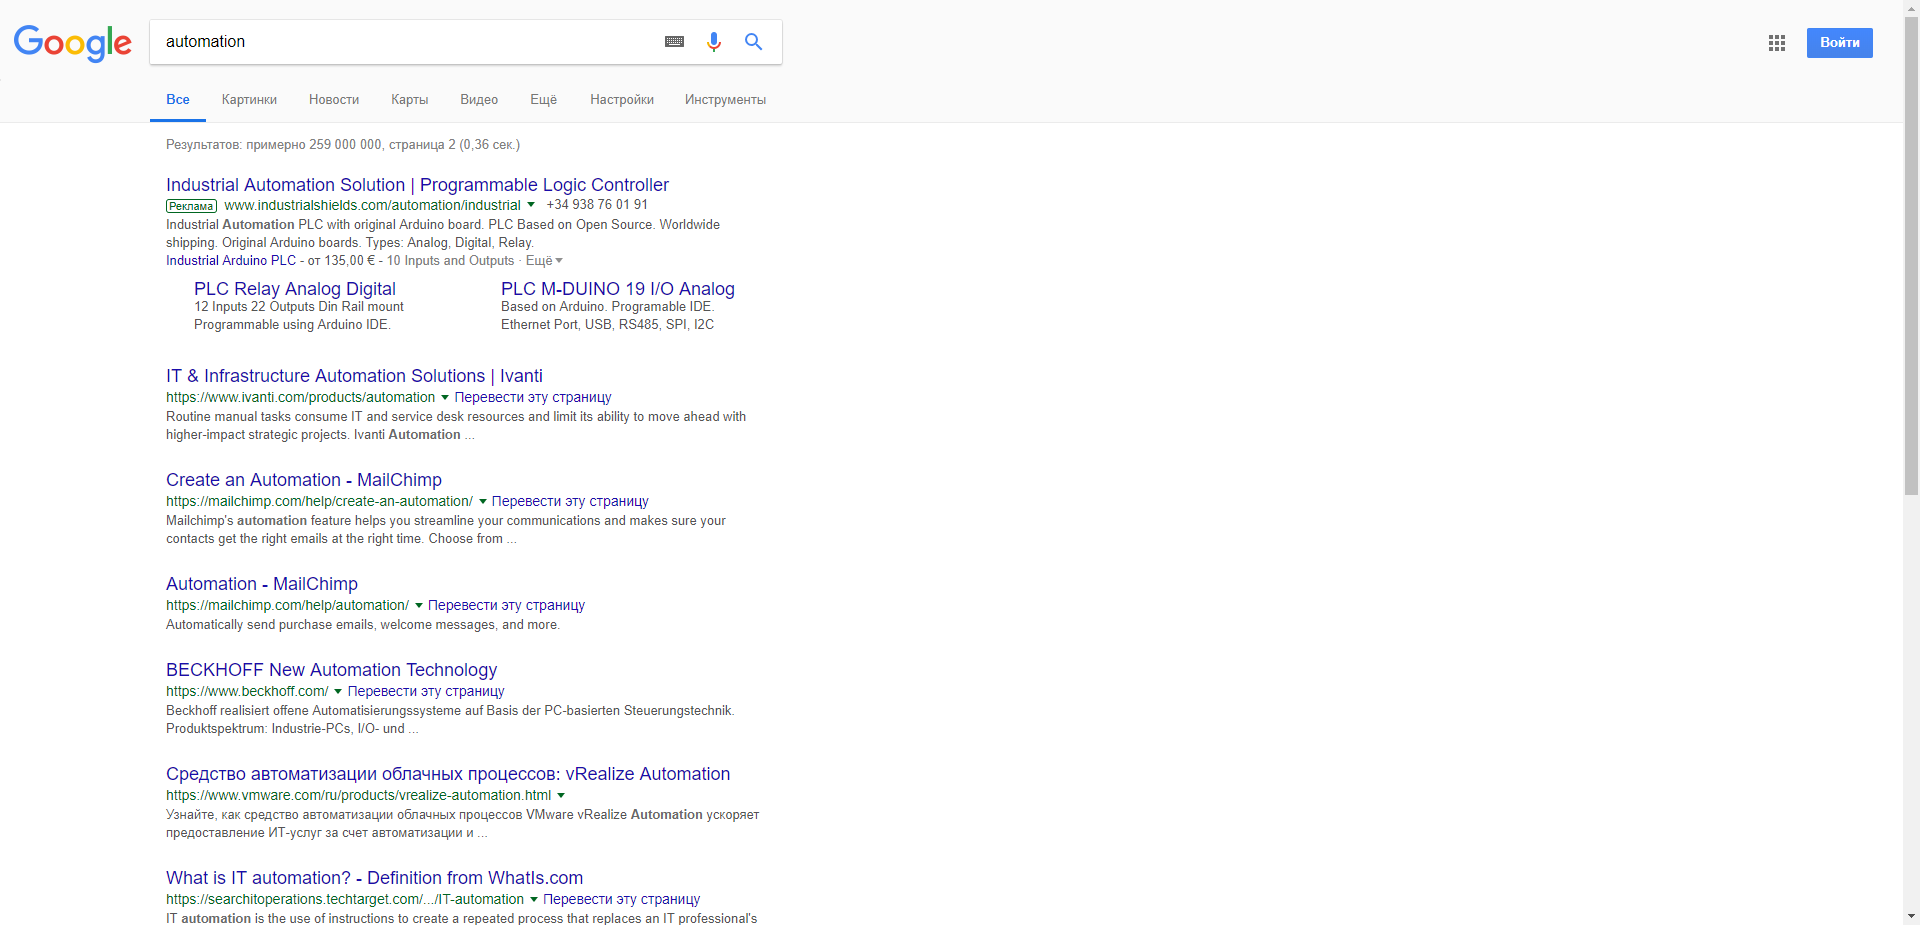 Google
automation
Войти
Все Картинки Новости Карты Видео Ещё Настройки Инструменты
Результатов: примерно 259 000 000, страница 2 (0,36 сек.)
Industrial Automation Solution | Programmable Logic Controller
Реклама www.industrialshields.com/automation/industrial +34 938 76 01 91
Industrial Automation PLC with original Arduino board. PLC Based on Open Source. Worldwide
shipping. Original Arduino boards. Types: Analog, Digital, Relay.
Industrial Arduino PLC - от 135,00 € - 10 Inputs and Outputs · Ещё
PLC Relay Analog Digital
12 Inputs 22 Outputs Din Rail mount
Programmable using Arduino IDE.
PLC M-DUINO 19 I/O Analog
Based on Arduino. Programable IDE.
Ethernet Port, USB, RS485, SPI, I2C
IT & Infrastructure Automation Solutions | Ivanti
https://www.ivanti.com/products/automation Перевести эту страницу
Routine manual tasks consume IT and service desk resources and limit its ability to move ahead with
higher-impact strategic projects. Ivanti Automation ...
Create an Automation - MailChimp
https://mailchimp.com/help/create-an-automation/ Перевести эту страницу
Mailchimp's automation feature helps you streamline your communications and makes sure your
contacts get the right emails at the right time. Choose from ...
Automation - MailChimp
https://mailchimp.com/help/automation/ Перевести эту страницу
Automatically send purchase emails, welcome messages, and more.
BECKHOFF New Automation Technology
https://www.beckhoff.com/ Перевести эту страницу
Beckhoff realisiert offene Automatisierungssysteme auf Basis der PC-basierten Steuerungstechnik.
Produktspektrum: Industrie-PCs, I/O- und ...
Средство автоматизации облачных процессов: vRealize Automation
https://www.vmware.com/ru/products/vrealize-automation.html
Узнайте, как средство автоматизации облачных процессов VMware vRealize Automation ускоряет
предоставление ИТ-услуг за счет автоматизации и ...
What is IT automation? - Definition from WhatIs.com
https://searchitoperations.techtarget.com/.../IT-automation Перевести эту страницу
IT automation is the use of instructions to create a repeated process that replaces an IT professional's